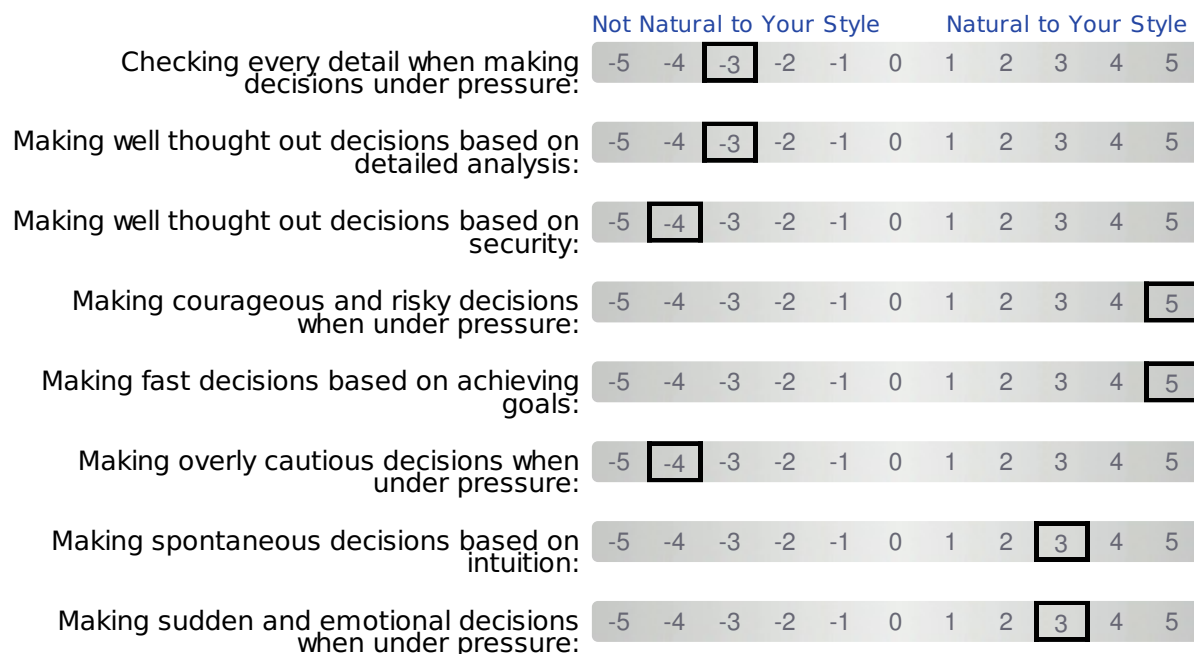 Not Natural to Your Style Natural to Your Style
Checking every detail when making
decisions under pressure:
-5 -4 -3 -2 -1 0 1 2 3 4 5
Making well thought out decisions based on
detailed analysis:
-5 -4 -3 -2 -1 0 1 2 3 4 5
Making well thought out decisions based on
security:
-5 -4 -3 -2 -1 0 1 2 3 4 5
Making courageous and risky decisions
when under pressure:
-5 -4 -3 -2 -1 0 1 2 3 4 5
Making fast decisions based on achieving
goals:
-5 -4 -3 -2 -1 0 1 2 3 4 5
Making overly cautious decisions when
under pressure:
-5 -4 -3 -2 -1 0 1 2 3 4 5
Making spontaneous decisions based on
intuition:
-5 -4 -3 -2 -1 0 1 2 3 4 5
Making sudden and emotional decisions
when under pressure:
-5 -4 -3 -2 -1 0 1 2 3 4 5